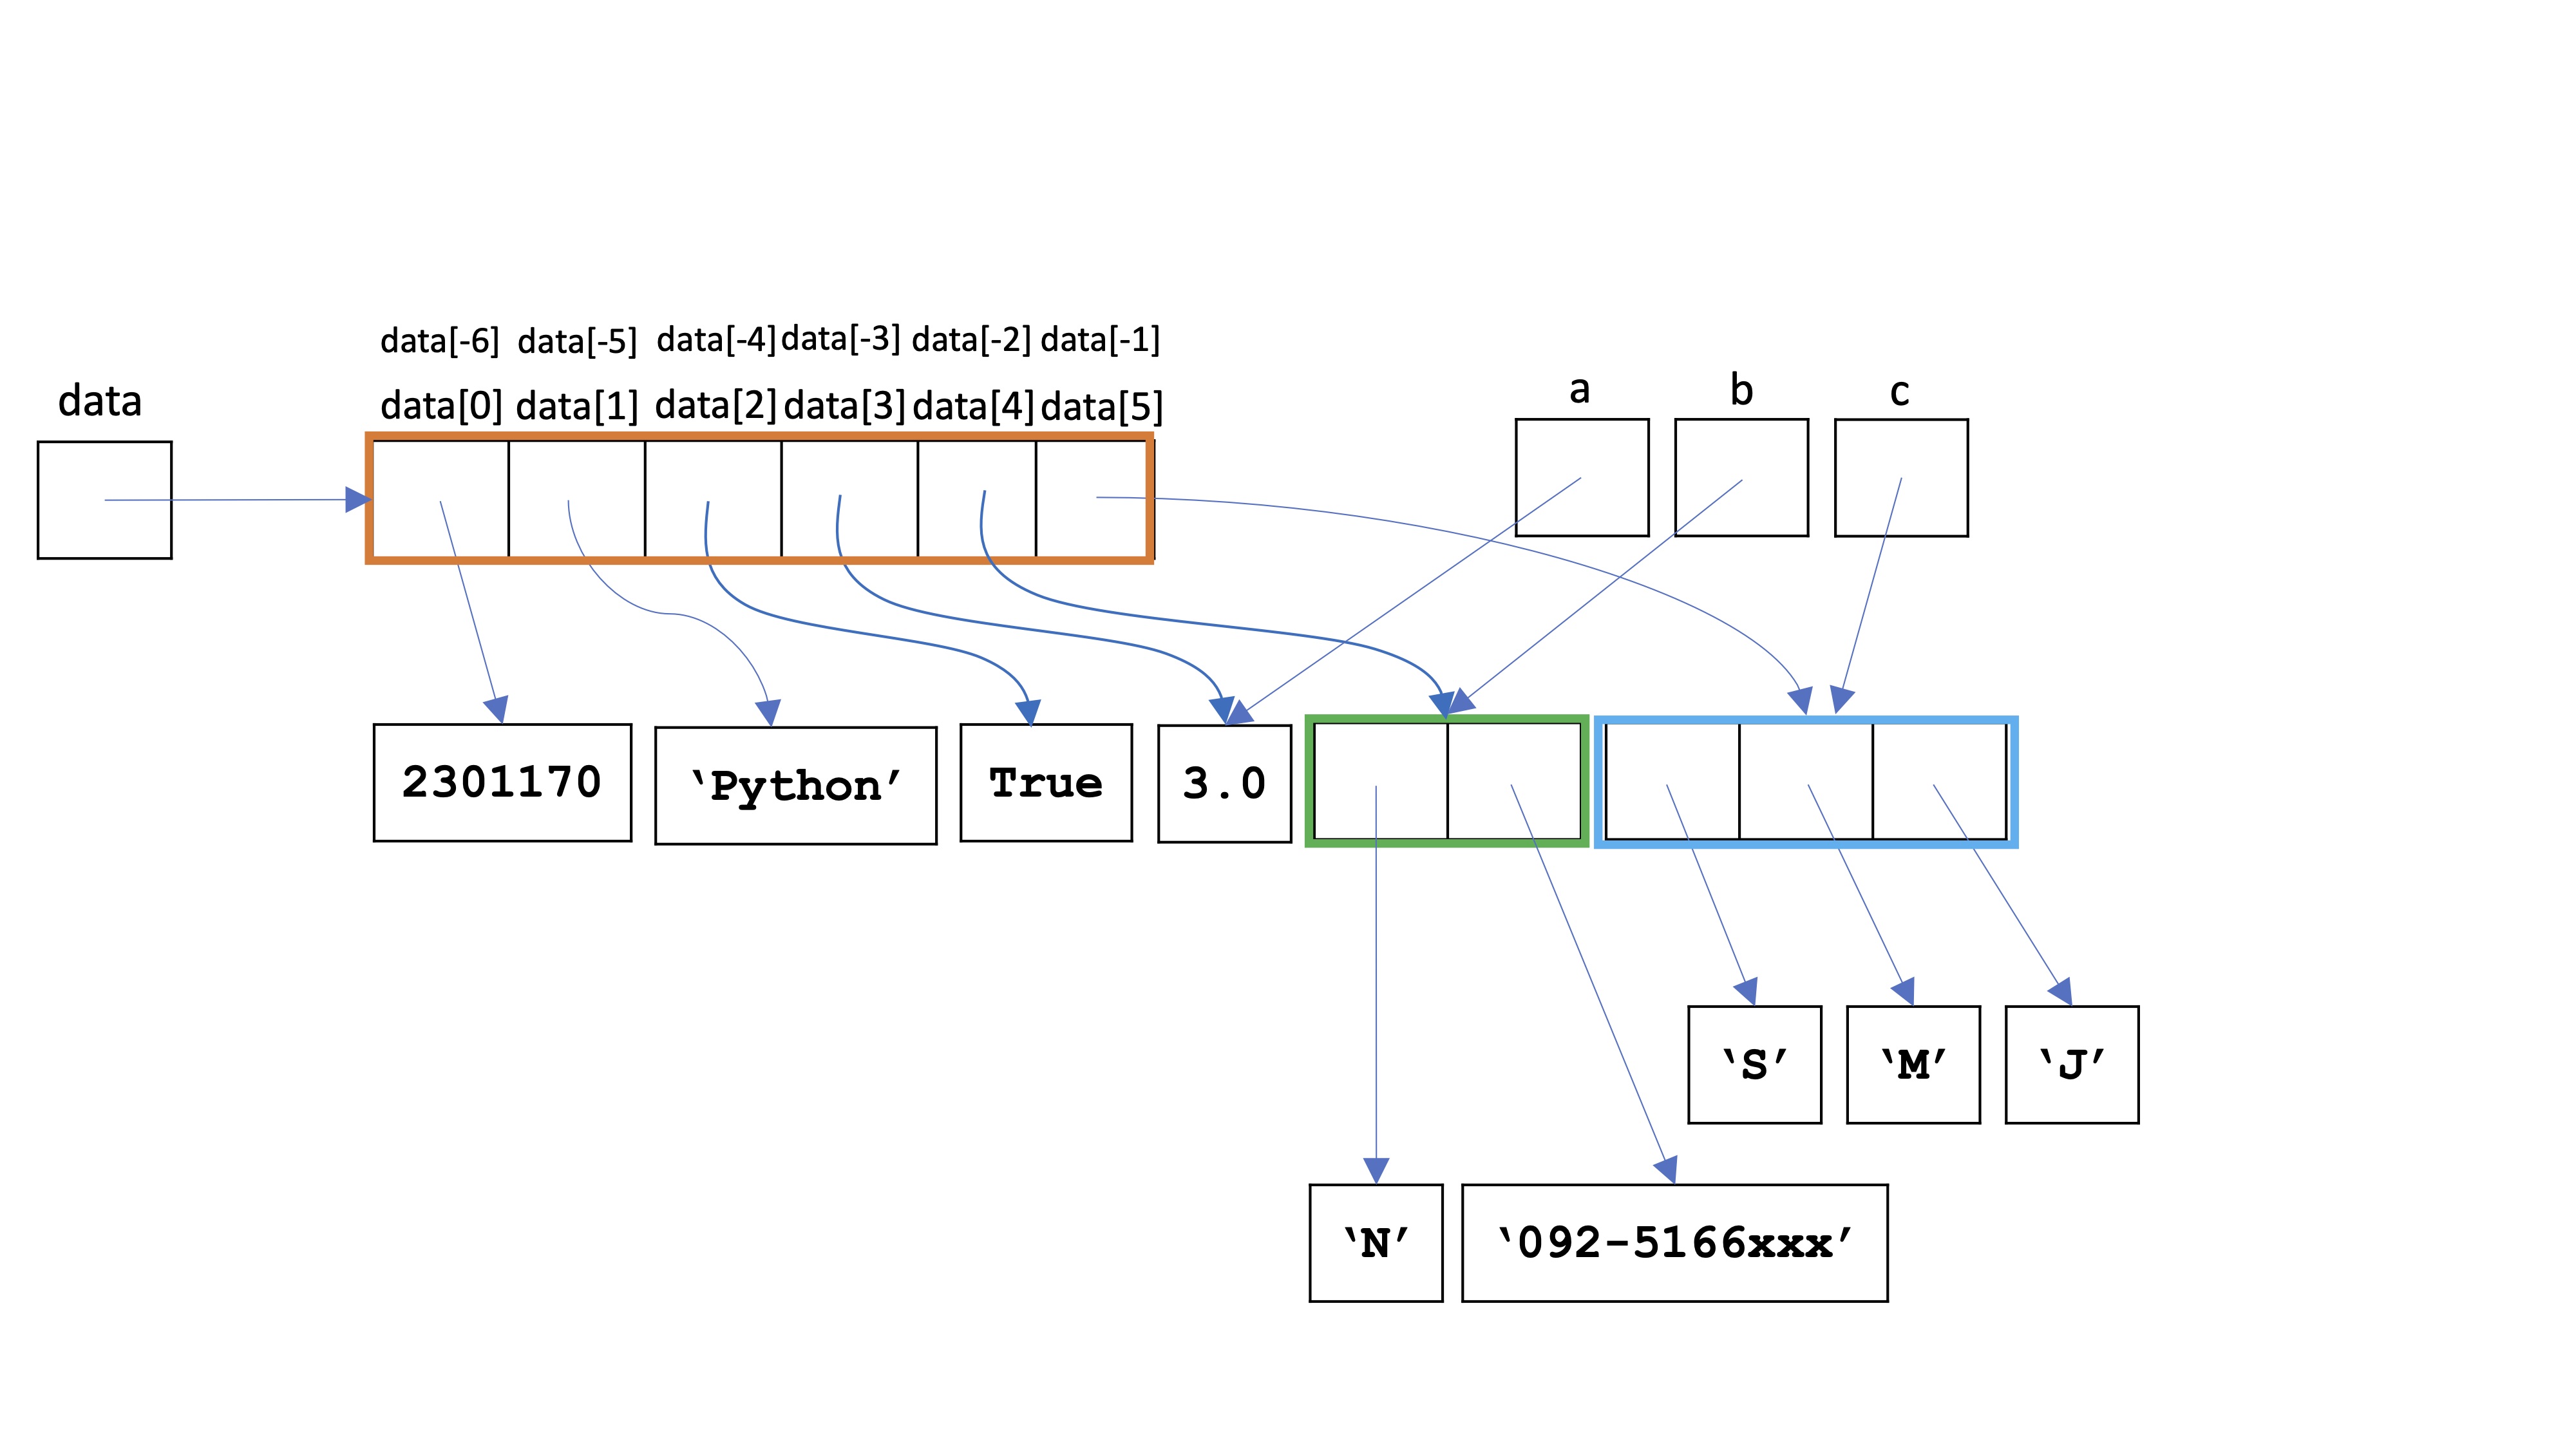 data[-6] data[-5] data[-4] data[-3] data[-2] data[-1]
data
data[0] data[1] data[2] data[3] data[4] data[5]
a b c
2301170 ‘Python’ True 3.0
‘S’ ‘M’ ‘J’
‘N’ ‘092-5166xxx’